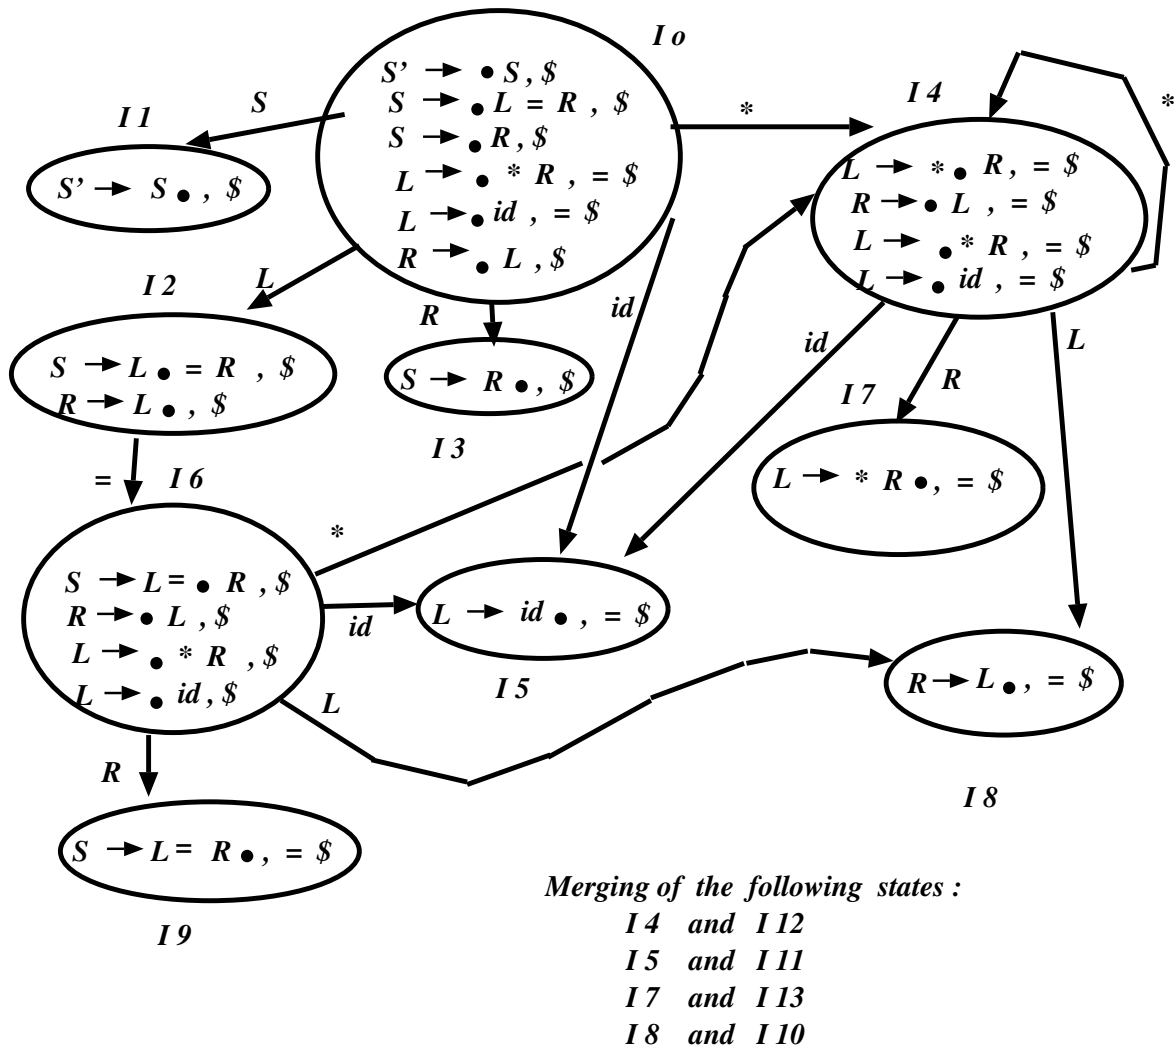 I o
S' → • S , $
S → • L = R , $
S → • R , $
L → • * R , = $
L → • id , = $
R → • L , $
S
I 1
S' → S • , $
*
I 4
*
L → * • R , = $
R → • L , = $
L → • * R , = $
L → • id , = $
L
I 2
S → L • = R , $
R → L • , $
R
S → R • , $
I 3
id
id
R
I 7
L → * R • , = $
L
=
I 6
S → L = • R , $
R → • L , $
L → • * R , $
L → • id , $
*
id
L → id • , = $
I 5
L
R → L • , = $
I 8
R
S → L = R • , = $
I 9
Merging of the following states :
I 4 and I 12
I 5 and I 11
I 7 and I 13
I 8 and I 10